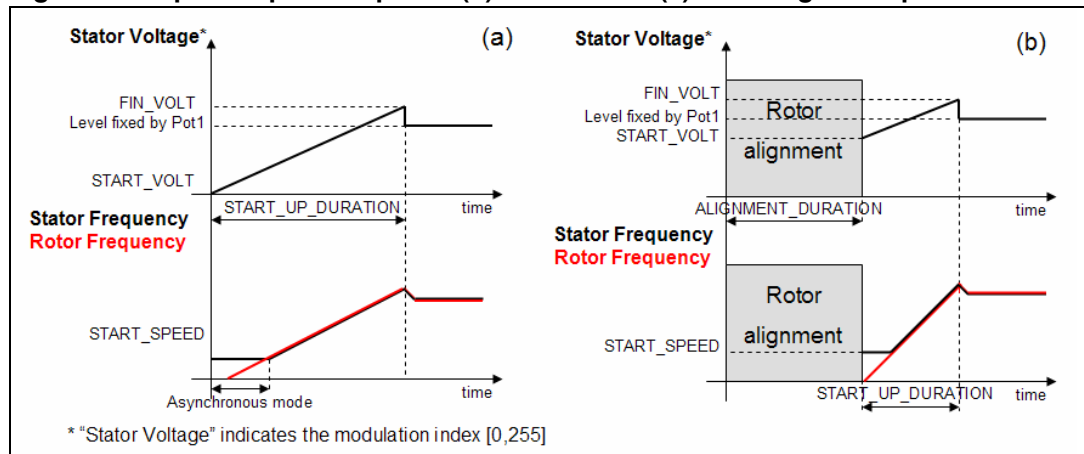 Stator Voltage*
(a)
FIN_VOLT
Level fixed by Pot1
START_VOLT
START_UP_DURATION
time
Stator Frequency
Rotor Frequency
START_SPEED
time
Asynchronous mode
Stator Voltage*
(b)
FIN_VOLT
Level fixed by Pot1
START_VOLT
Rotor
alignment
ALIGNMENT_DURATION
time
Stator Frequency
Rotor Frequency
Rotor
alignment
START_SPEED
START_UP_DURATION
time
* "Stator Voltage" indicates the modulation index [0,255]